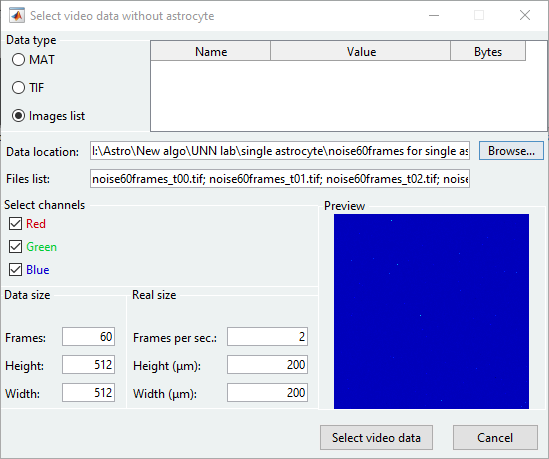 Select video data without astrocyte
Data type
MAT
TIF
Images list
Name Value Bytes
Data location: I:\Astro\New algo\UNN lab\single astrocyte\noise60frames for single as Browse...
Files list: noise60frames_t00.tif; noise60frames_t01.tif; noise60frames_t02.tif; noise
Select channels
Red
Green
Blue
Preview
Data size Real size
Frames: 60 Frames per sec.: 2
Height: 512 Height (µm): 200
Width: 512 Width (µm): 200
Select video data Cancel